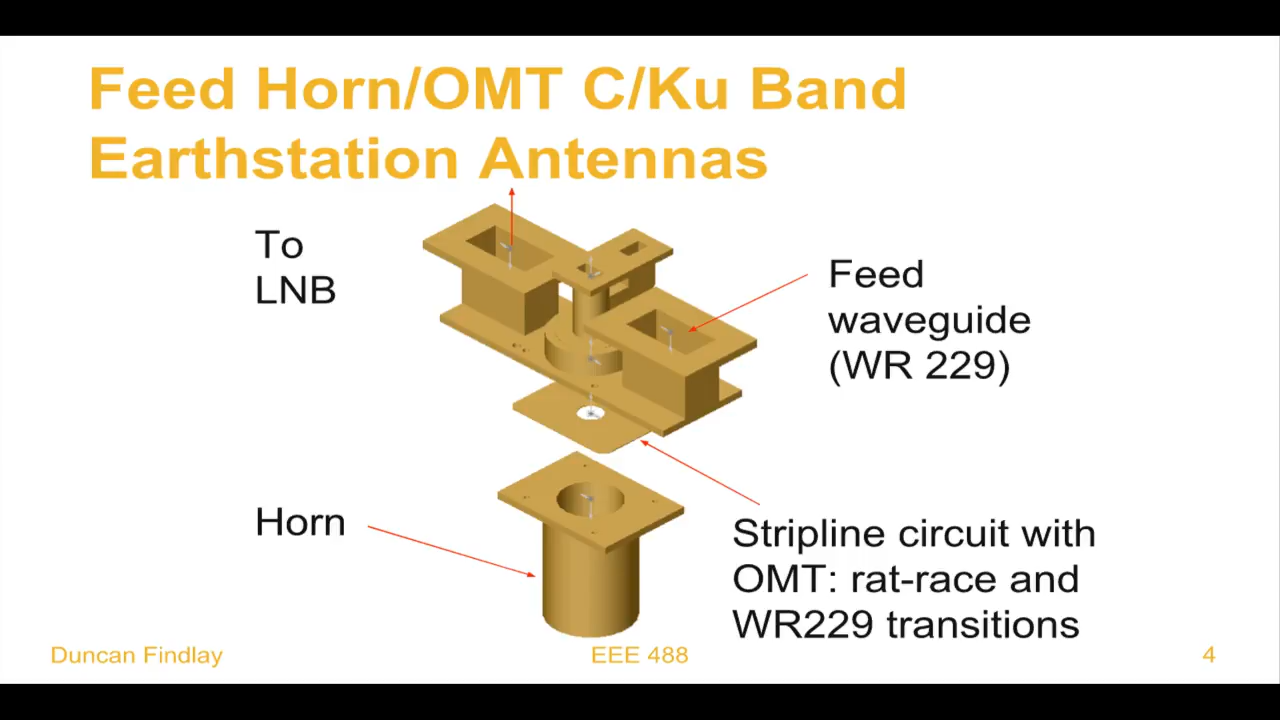 Feed Horn/OMT C/Ku Band
Earthstation Antennas
To
LNB
Feed
waveguide
(WR 229)
Horn
Stripline circuit with
OMT: rat-race and
WR229 transitions
Duncan Findlay
EEE 488
4